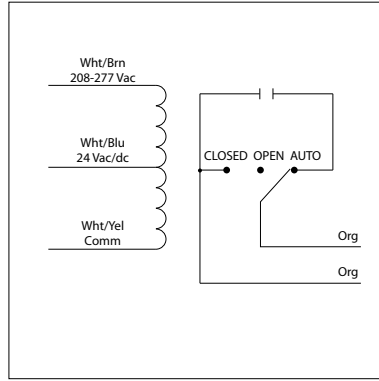 Wht/Brn
208-277 Vac
Wht/Blu
24 Vac/dc
CLOSED OPEN AUTO
Wht/Yel
Comm
Org
Org